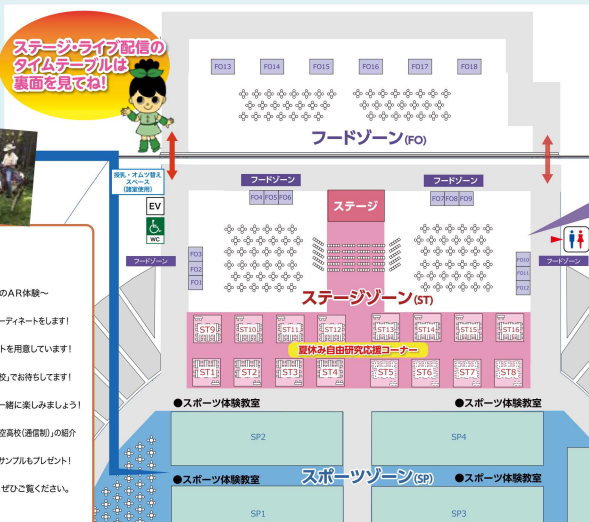 ステージ・ライブ配信の
タイムテーブルは
裏面を見てね!
FO13
FO14
FO15
FO16
FO17
FO18
フードゾーン(FO)
授乳・オムツ替え
スペース
(諸室使用)
EV
WC
フードゾーン
FO4 FO5 FO6
ステージ
フードゾーン
FO7 FO8 FO9
フードゾーン
FO3
FO2
FO1
FO10
FO11
FO12
フードゾーン
ステージゾーン(ST)
ST9
ST10
ST11
ST12
ST13
ST14
ST15
ST16
夏休み自由研究応援コーナー
ST1
ST2
ST3
ST4
ST5
ST6
ST7
ST8
のAR体験～
ーディネートをします!
トを用意しています!
校」でお待ちしてます!
一緒に楽しみましょう!
空高校(通信制)」の紹介
サンプルもプレゼント!
ぜひご覧ください。
●スポーツ体験教室
●スポーツ体験教室
SP2
SP4
スポーツゾーン(SP)
●スポーツ体験教室
●スポーツ体験教室
SP1
SP3